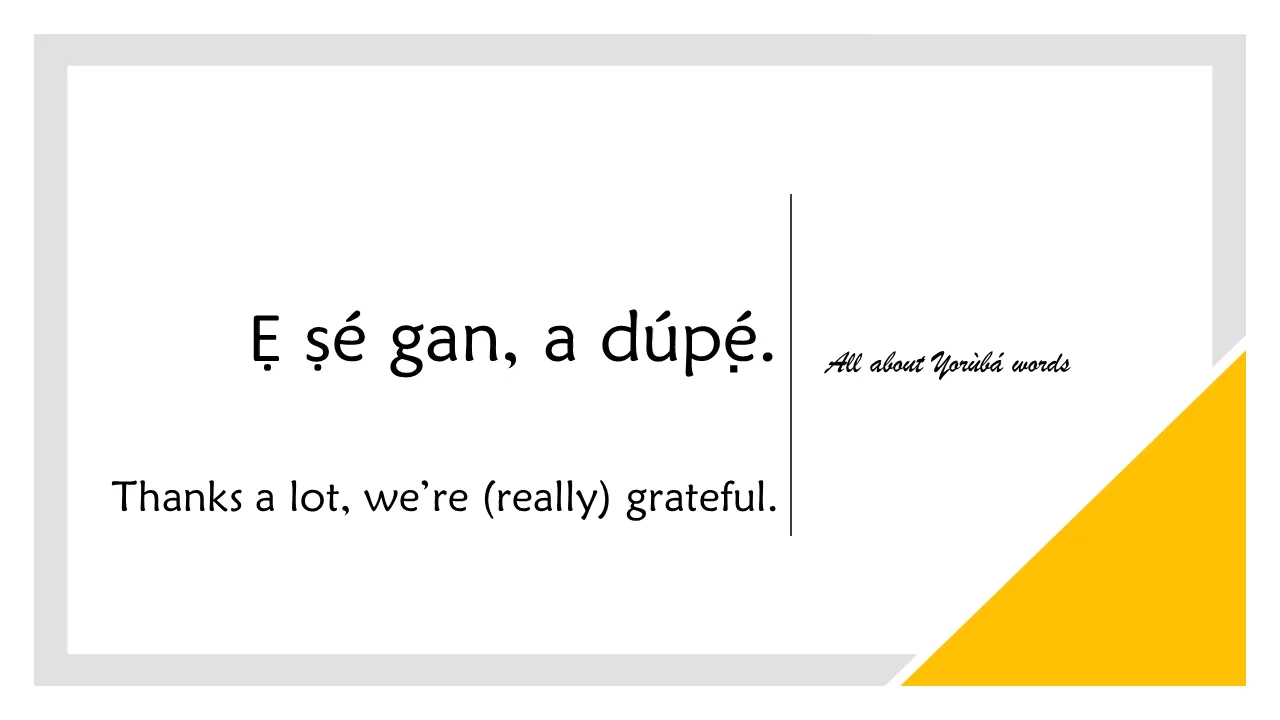 Ẹ ṣé gan, a dúpẹ́.
All about Yorùbá words
Thanks a lot, we’re (really) grateful.